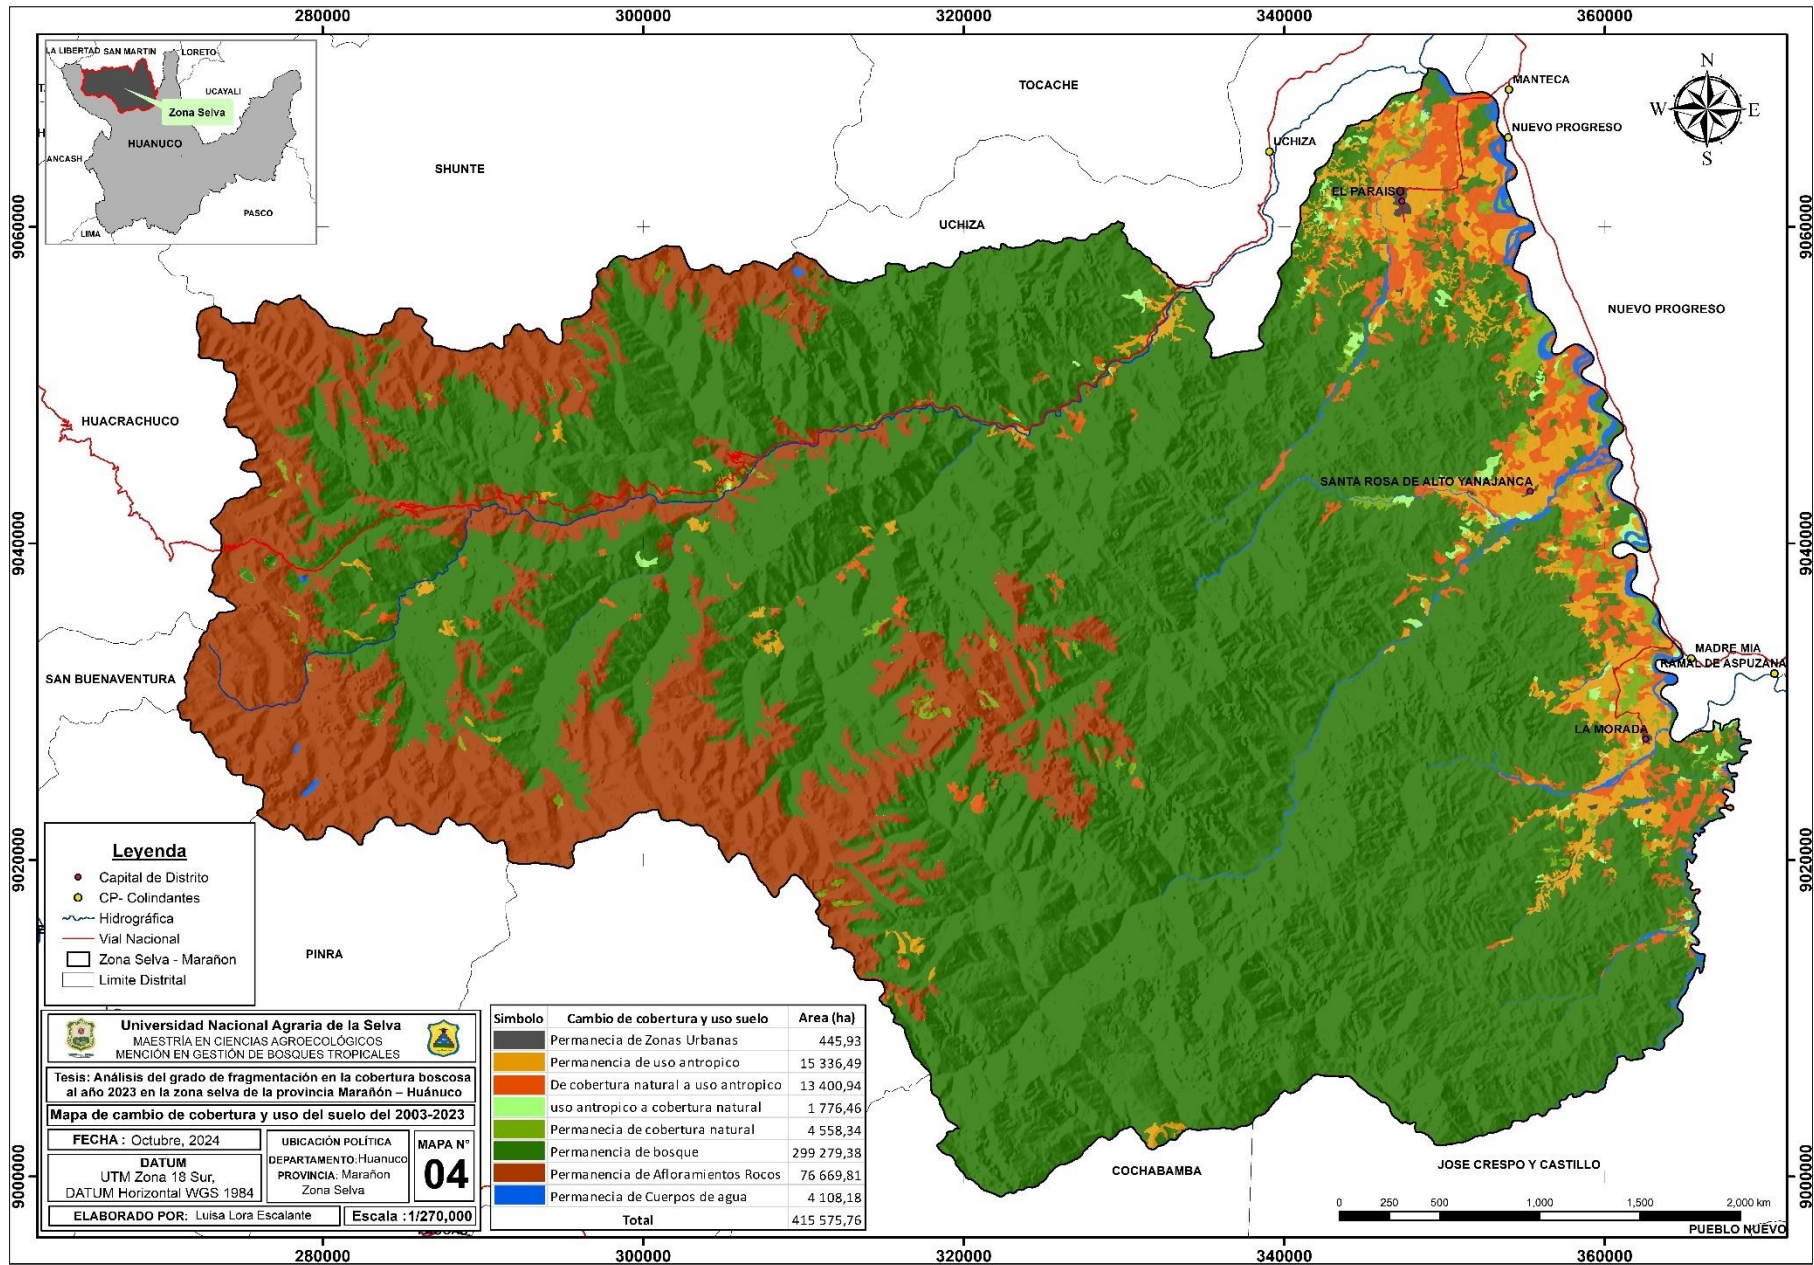 280000 300000 320000 340000 360000
LA LIBERTAD SAN MARTIN LORETO
UCAYALI
Zona Selva
HUANUCO
ANCASH
PASCO
LIMA
TOCACHE
SHUNTE
UCHIZA
UCHIZA
MANTECA
NUEVO PROGRESO
EL PARAISO
N
W E
S
9060000 9060000
NUEVO PROGRESO
HUACRACHUCO
SANTA ROSA DE ALTO YANAJANCA
9040000 9040000
SAN BUENAVENTURA
MADRE MIA
RAMAL DE ASPUZANA
LA MORADA
9020000 9020000
Leyenda
Capital de Distrito
CP- Colindantes
Hidrográfica
Vial Nacional
Zona Selva - Marañon
Limite Distrital
PINRA
Universidad Nacional Agraria de la Selva
MAESTRÍA EN CIENCIAS AGROECOLÓGICOS
MENCIÓN EN GESTIÓN DE BOSQUES TROPICALES
Tesis: Análisis del grado de fragmentación en la cobertura boscosa
al año 2023 en la zona selva de la provincia Marañón – Huánuco
Mapa de cambio de cobertura y uso del suelo del 2003-2023
FECHA : Octubre, 2024
DATUM
UTM Zona 18 Sur,
DATUM Horizontal WGS 1984
UBICACIÓN POLÍTICA
DEPARTAMENTO:Huanuco
PROVINCIA: Marañon
Zona Selva
MAPA N°
04
ELABORADO POR: Luisa Lora Escalante
Escala :1/270,000
Simbolo Cambio de cobertura y uso suelo Area (ha)
Permanecia de Zonas Urbanas 445,93
Permanencia de uso antropico 15 336,49
De cobertura natural a uso antropico 13 400,94
uso antropico a cobertura natural 1 776,46
Permanecia de cobertura natural 4 558,34
Permanencia de bosque 299 279,38
Permanencia de Afloramientos Rocos 76 669,81
Permanecia de Cuerpos de agua 4 108,18
Total 415 575,76
COCHABAMBA
JOSE CRESPO Y CASTILLO
9000000 9000000
0 250 500 1,000 1,500 2,000 km
PUEBLO NUEVO
280000 300000 320000 340000 360000